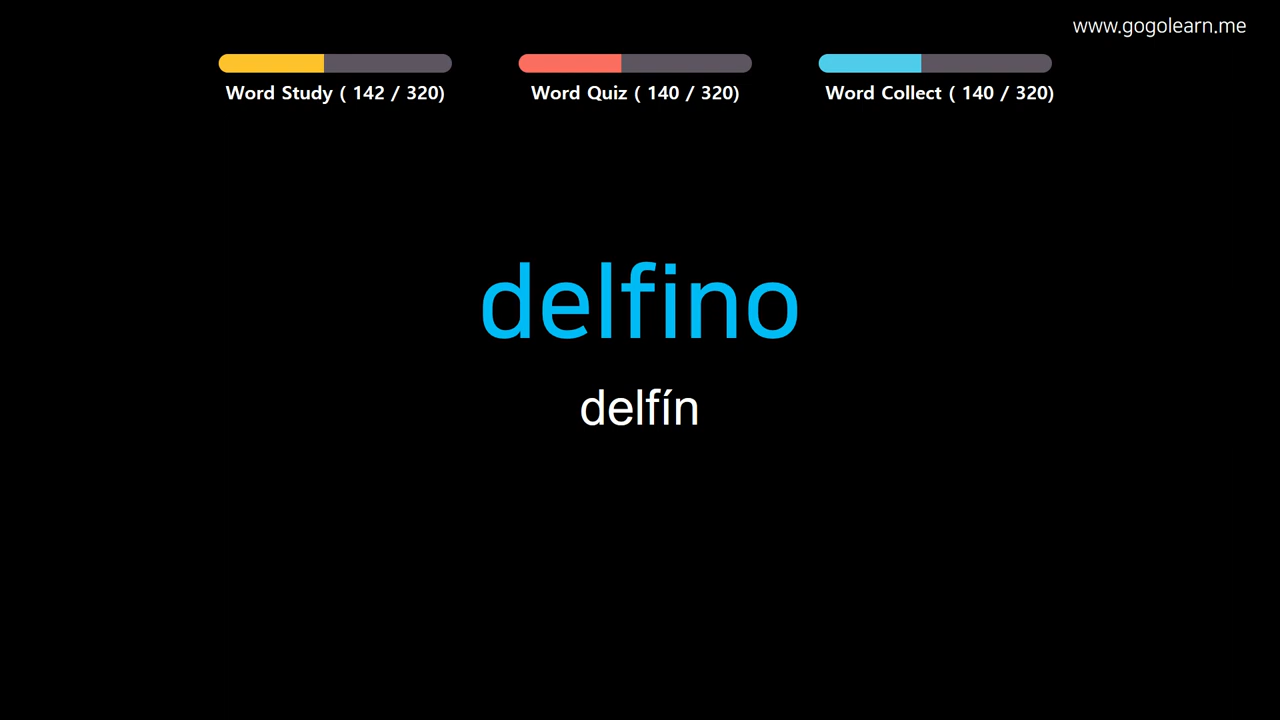 www.gogolearn.me
Word Study ( 142 / 320)
Word Quiz ( 140 / 320)
Word Collect ( 140 / 320)
delfino
delfín